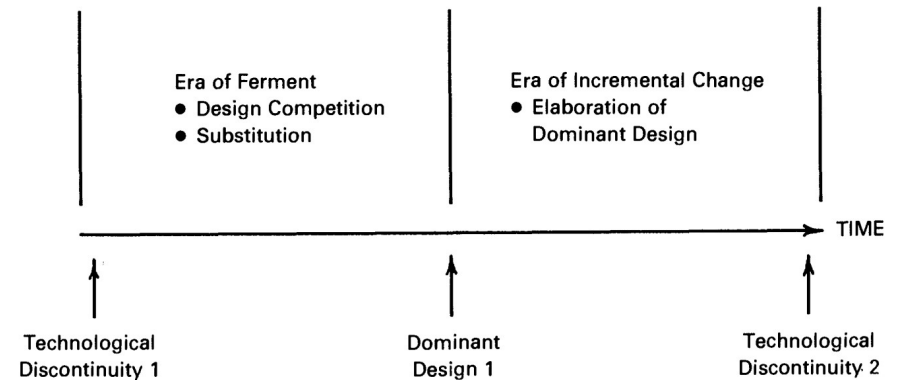 Era of Ferment
● Design Competition
● Substitution
Era of Incremental Change
● Elaboration of
Dominant Design
TIME
Technological
Discontinuity 1
Dominant
Design 1
Technological
Discontinuity 2